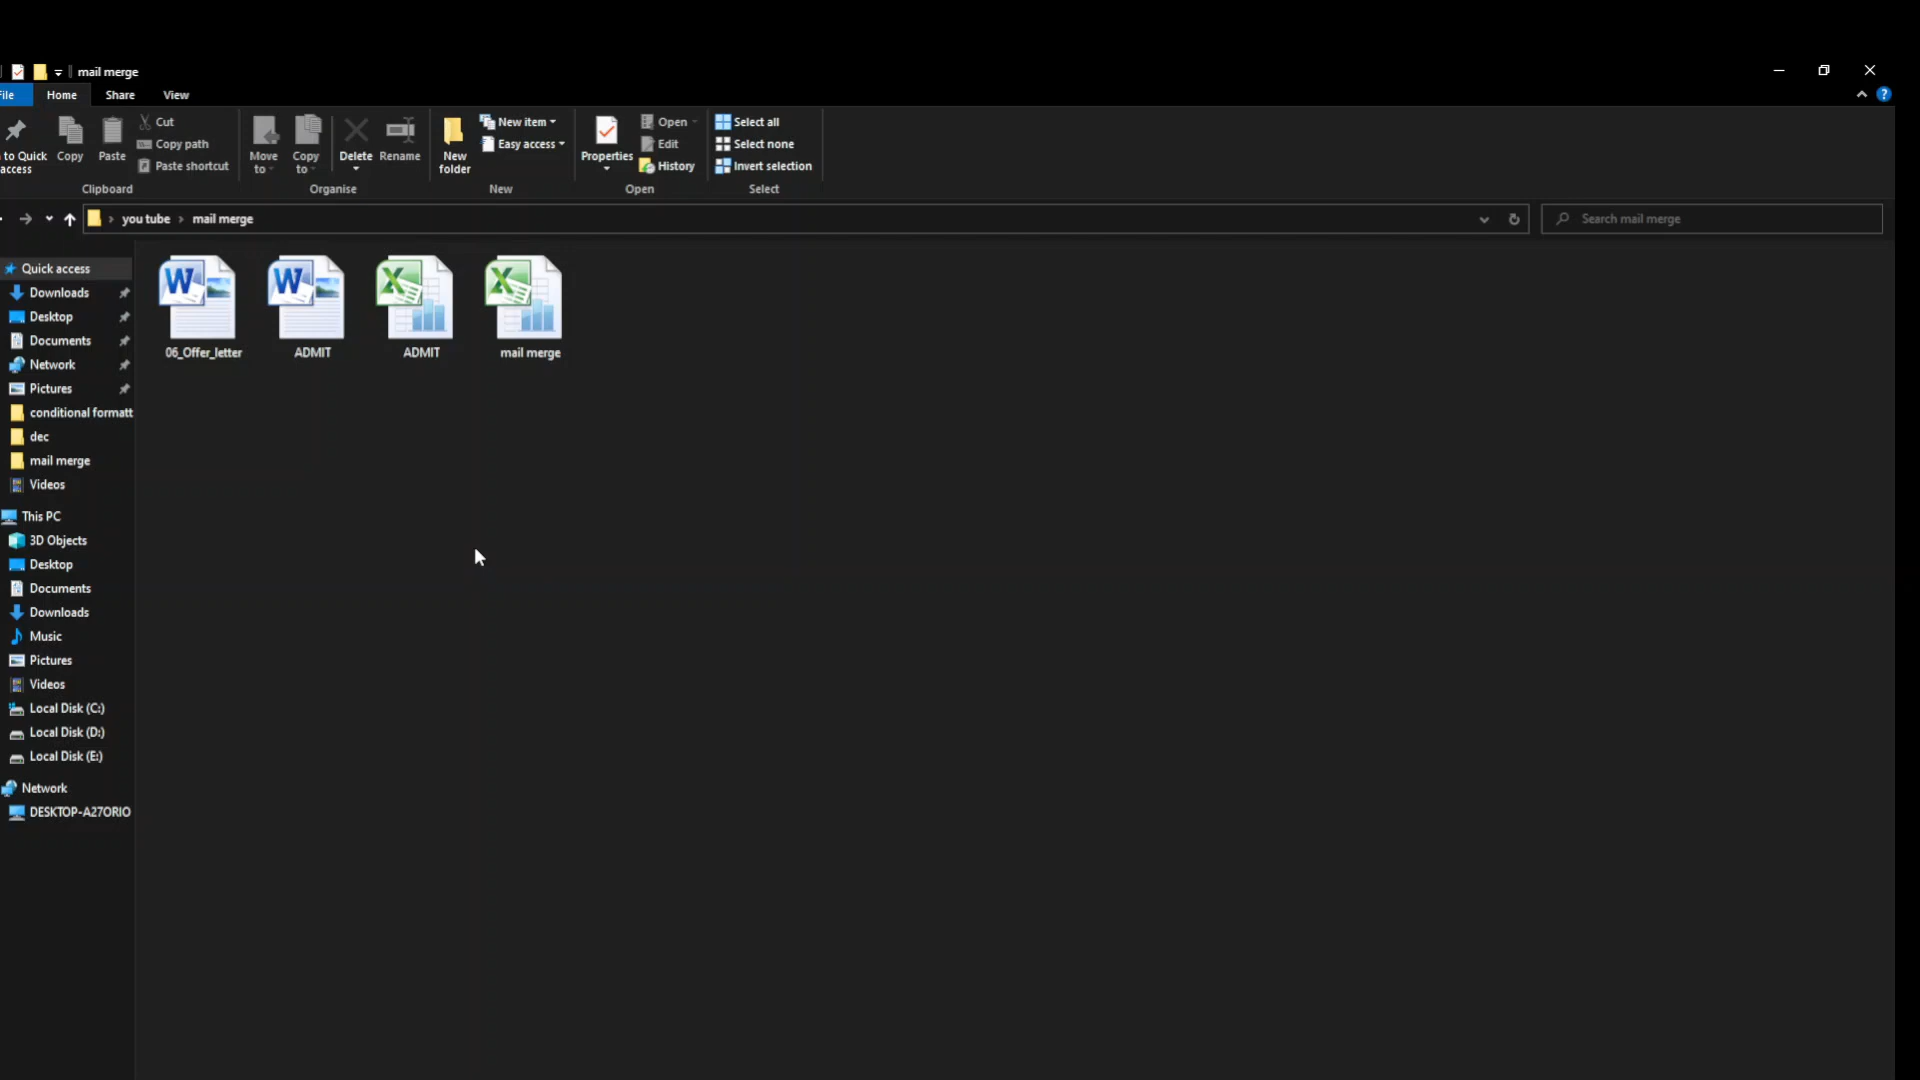 mail merge
File
Home
Share
View
to Quick
access
Copy
Paste
Cut
Copy path
Paste shortcut
Clipboard
Move
to
Copy
to
Delete
Rename
Organise
New
folder
New item
Easy access
New
Properties
Open
Edit
History
Open
Select all
Select none
Invert selection
Select
you tube
mail merge
Search mail merge
Quick access
Downloads
Desktop
Documents
Network
Pictures
conditional formatt
dec
mail merge
Videos
This PC
3D Objects
Desktop
Documents
Downloads
Music
Pictures
Videos
Local Disk (C:)
Local Disk (D:)
Local Disk (E:)
Network
DESKTOP-A27ORIO
06_Offer_letter
ADMIT
ADMIT
mail merge